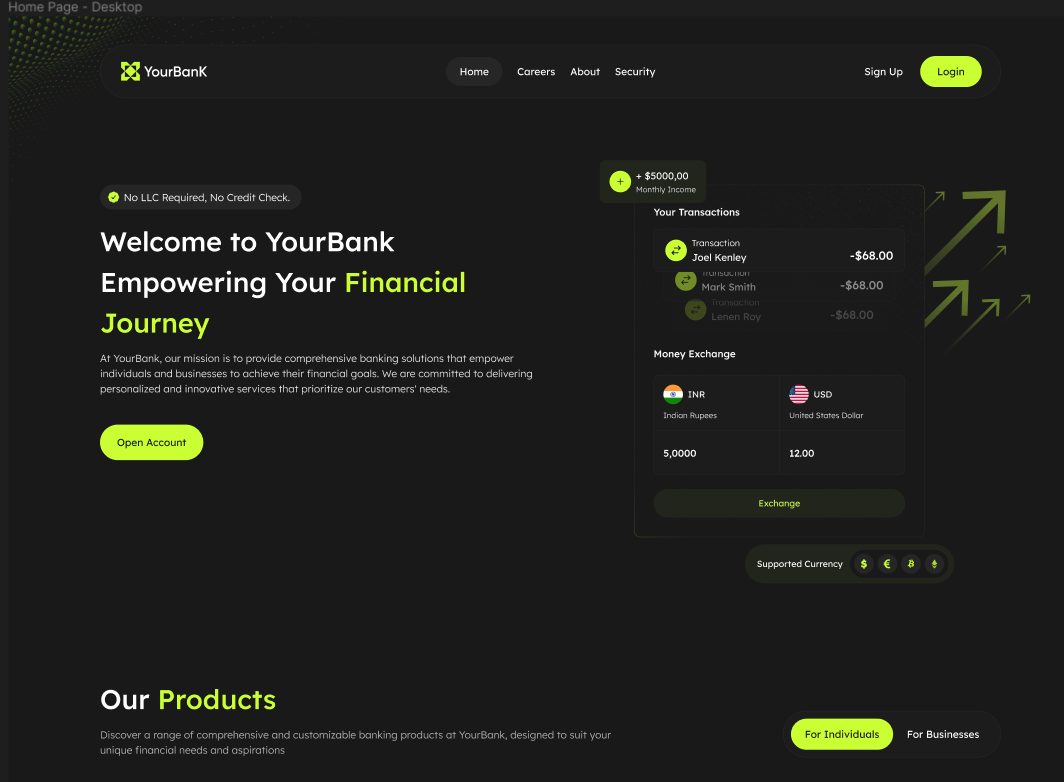 Home Page - Desktop
YourBanK
Home
Careers
About
Security
Sign Up
Login
No LLC Required, No Credit Check.
Welcome to YourBank
Empowering Your Financial
Journey
At YourBank, our mission is to provide comprehensive banking solutions that empower
individuals and businesses to achieve their financial goals. We are committed to delivering
personalized and innovative services that prioritize our customers' needs.
Open Account
+ $5000,00
Monthly Income
Your Transactions
Transaction
Joel Kenley
-$68.00
Transaction
Mark Smith
-$68.00
Transaction
Lenen Roy
-$68.00
Money Exchange
INR
Indian Rupees
USD
United States Dollar
5,0000
12.00
Exchange
Supported Currency
$ €
Our Products
Discover a range of comprehensive and customizable banking products at YourBank, designed to suit your
unique financial needs and aspirations
For Individuals
For Businesses